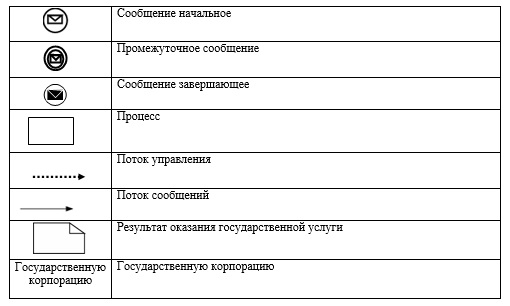 Сообщение начальное
Промежуточное сообщение
Сообщение завершающее
Процесс
Поток управления
Поток сообщений
Результат оказания государственной услуги
Государственную
корпорацию
Государственную корпорацию